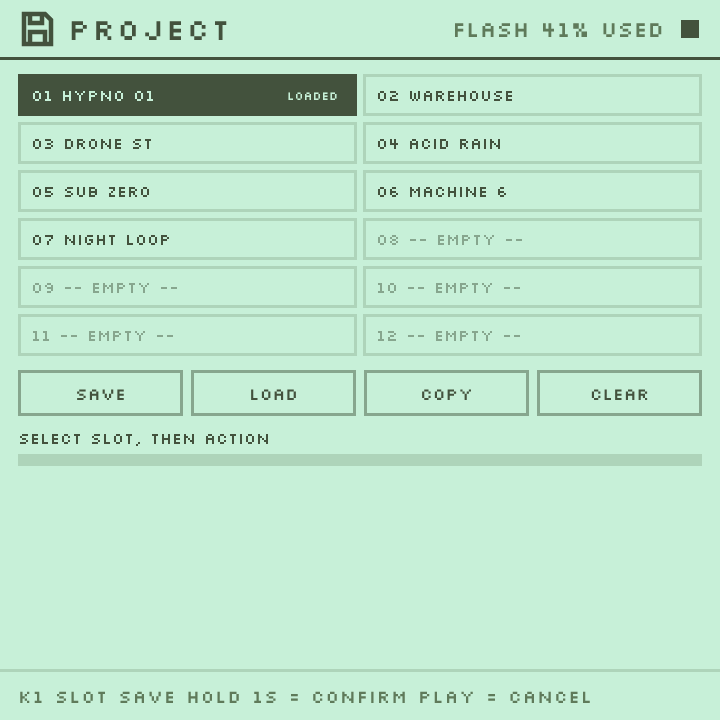 PROJECT
FLASH 41% USED
01 HYPNO 01 LOADED
02 WAREHOUSE
03 DRONE ST
04 ACID RAIN
05 SUB ZERO
06 MACHINE 6
07 NIGHT LOOP
08 -- EMPTY --
09 -- EMPTY --
10 -- EMPTY --
11 -- EMPTY --
12 -- EMPTY --
SAVE LOAD COPY CLEAR
SELECT SLOT, THEN ACTION
K1 SLOT SAVE HOLD 1S = CONFIRM PLAY = CANCEL